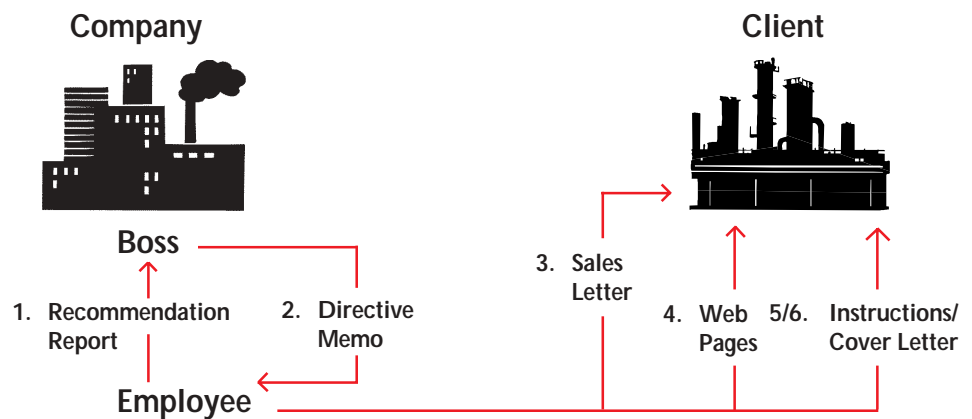 Company
Client
Boss
1. Recommendation
Report
2. Directive
Memo
3. Sales
Letter
4. Web
Pages
5/6. Instructions/
Cover Letter
Employee